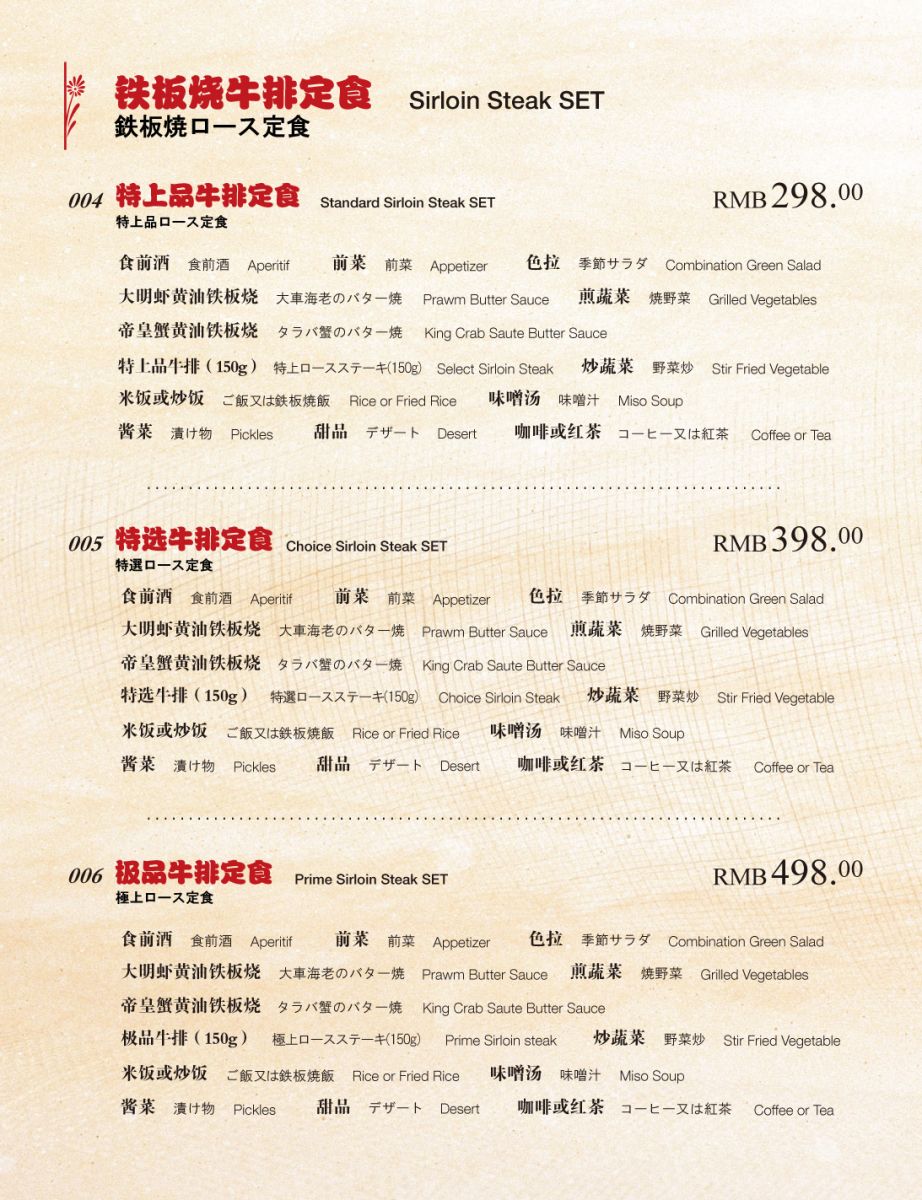 铁板烧牛排定食 Sirloin Steak SET
鉄板焼ロース定食
004 特上品牛排定食 Standard Sirloin Steak SET RMB 298.00
特上品ロース定食
食前酒 食前酒 Aperitif 前菜 前菜 Appetizer 色拉 季節サラダ Combination Green Salad
大明虾黄油铁板烧 大車海老のバター焼 Prawm Butter Sauce 煎蔬菜 焼野菜 Grilled Vegetables
帝皇蟹黄油铁板烧 タラバ蟹のバター焼 King Crab Saute Butter Sauce
特上品牛排（150g） 特上ロースステーキ(150g) Select Sirloin Steak 炒蔬菜 野菜炒 Stir Fried Vegetable
米饭或炒饭 ご飯又は鉄板焼飯 Rice or Fried Rice 味噌汤 味噌汁 Miso Soup
酱菜 漬け物 Pickles 甜品 デザート Desert 咖啡或红茶 コーヒー又は紅茶 Coffee or Tea
005 特选牛排定食 Choice Sirloin Steak SET RMB 398.00
特選ロース定食
食前酒 食前酒 Aperitif 前菜 前菜 Appetizer 色拉 季節サラダ Combination Green Salad
大明虾黄油铁板烧 大車海老のバター焼 Prawm Butter Sauce 煎蔬菜 焼野菜 Grilled Vegetables
帝皇蟹黄油铁板烧 タラバ蟹のバター焼 King Crab Saute Butter Sauce
特选牛排（150g） 特選ロースステーキ(150g) Choice Sirloin Steak 炒蔬菜 野菜炒 Stir Fried Vegetable
米饭或炒饭 ご飯又は鉄板焼飯 Rice or Fried Rice 味噌汤 味噌汁 Miso Soup
酱菜 漬け物 Pickles 甜品 デザート Desert 咖啡或红茶 コーヒー又は紅茶 Coffee or Tea
006 极品牛排定食 Prime Sirloin Steak SET RMB 498.00
極上ロース定食
食前酒 食前酒 Aperitif 前菜 前菜 Appetizer 色拉 季節サラダ Combination Green Salad
大明虾黄油铁板烧 大車海老のバター焼 Prawm Butter Sauce 煎蔬菜 焼野菜 Grilled Vegetables
帝皇蟹黄油铁板烧 タラバ蟹のバター焼 King Crab Saute Butter Sauce
极品牛排（150g） 極上ロースステーキ(150g) Prime Sirloin steak 炒蔬菜 野菜炒 Stir Fried Vegetable
米饭或炒饭 ご飯又は鉄板焼飯 Rice or Fried Rice 味噌汤 味噌汁 Miso Soup
酱菜 漬け物 Pickles 甜品 デザート Desert 咖啡或红茶 コーヒー又は紅茶 Coffee or Tea